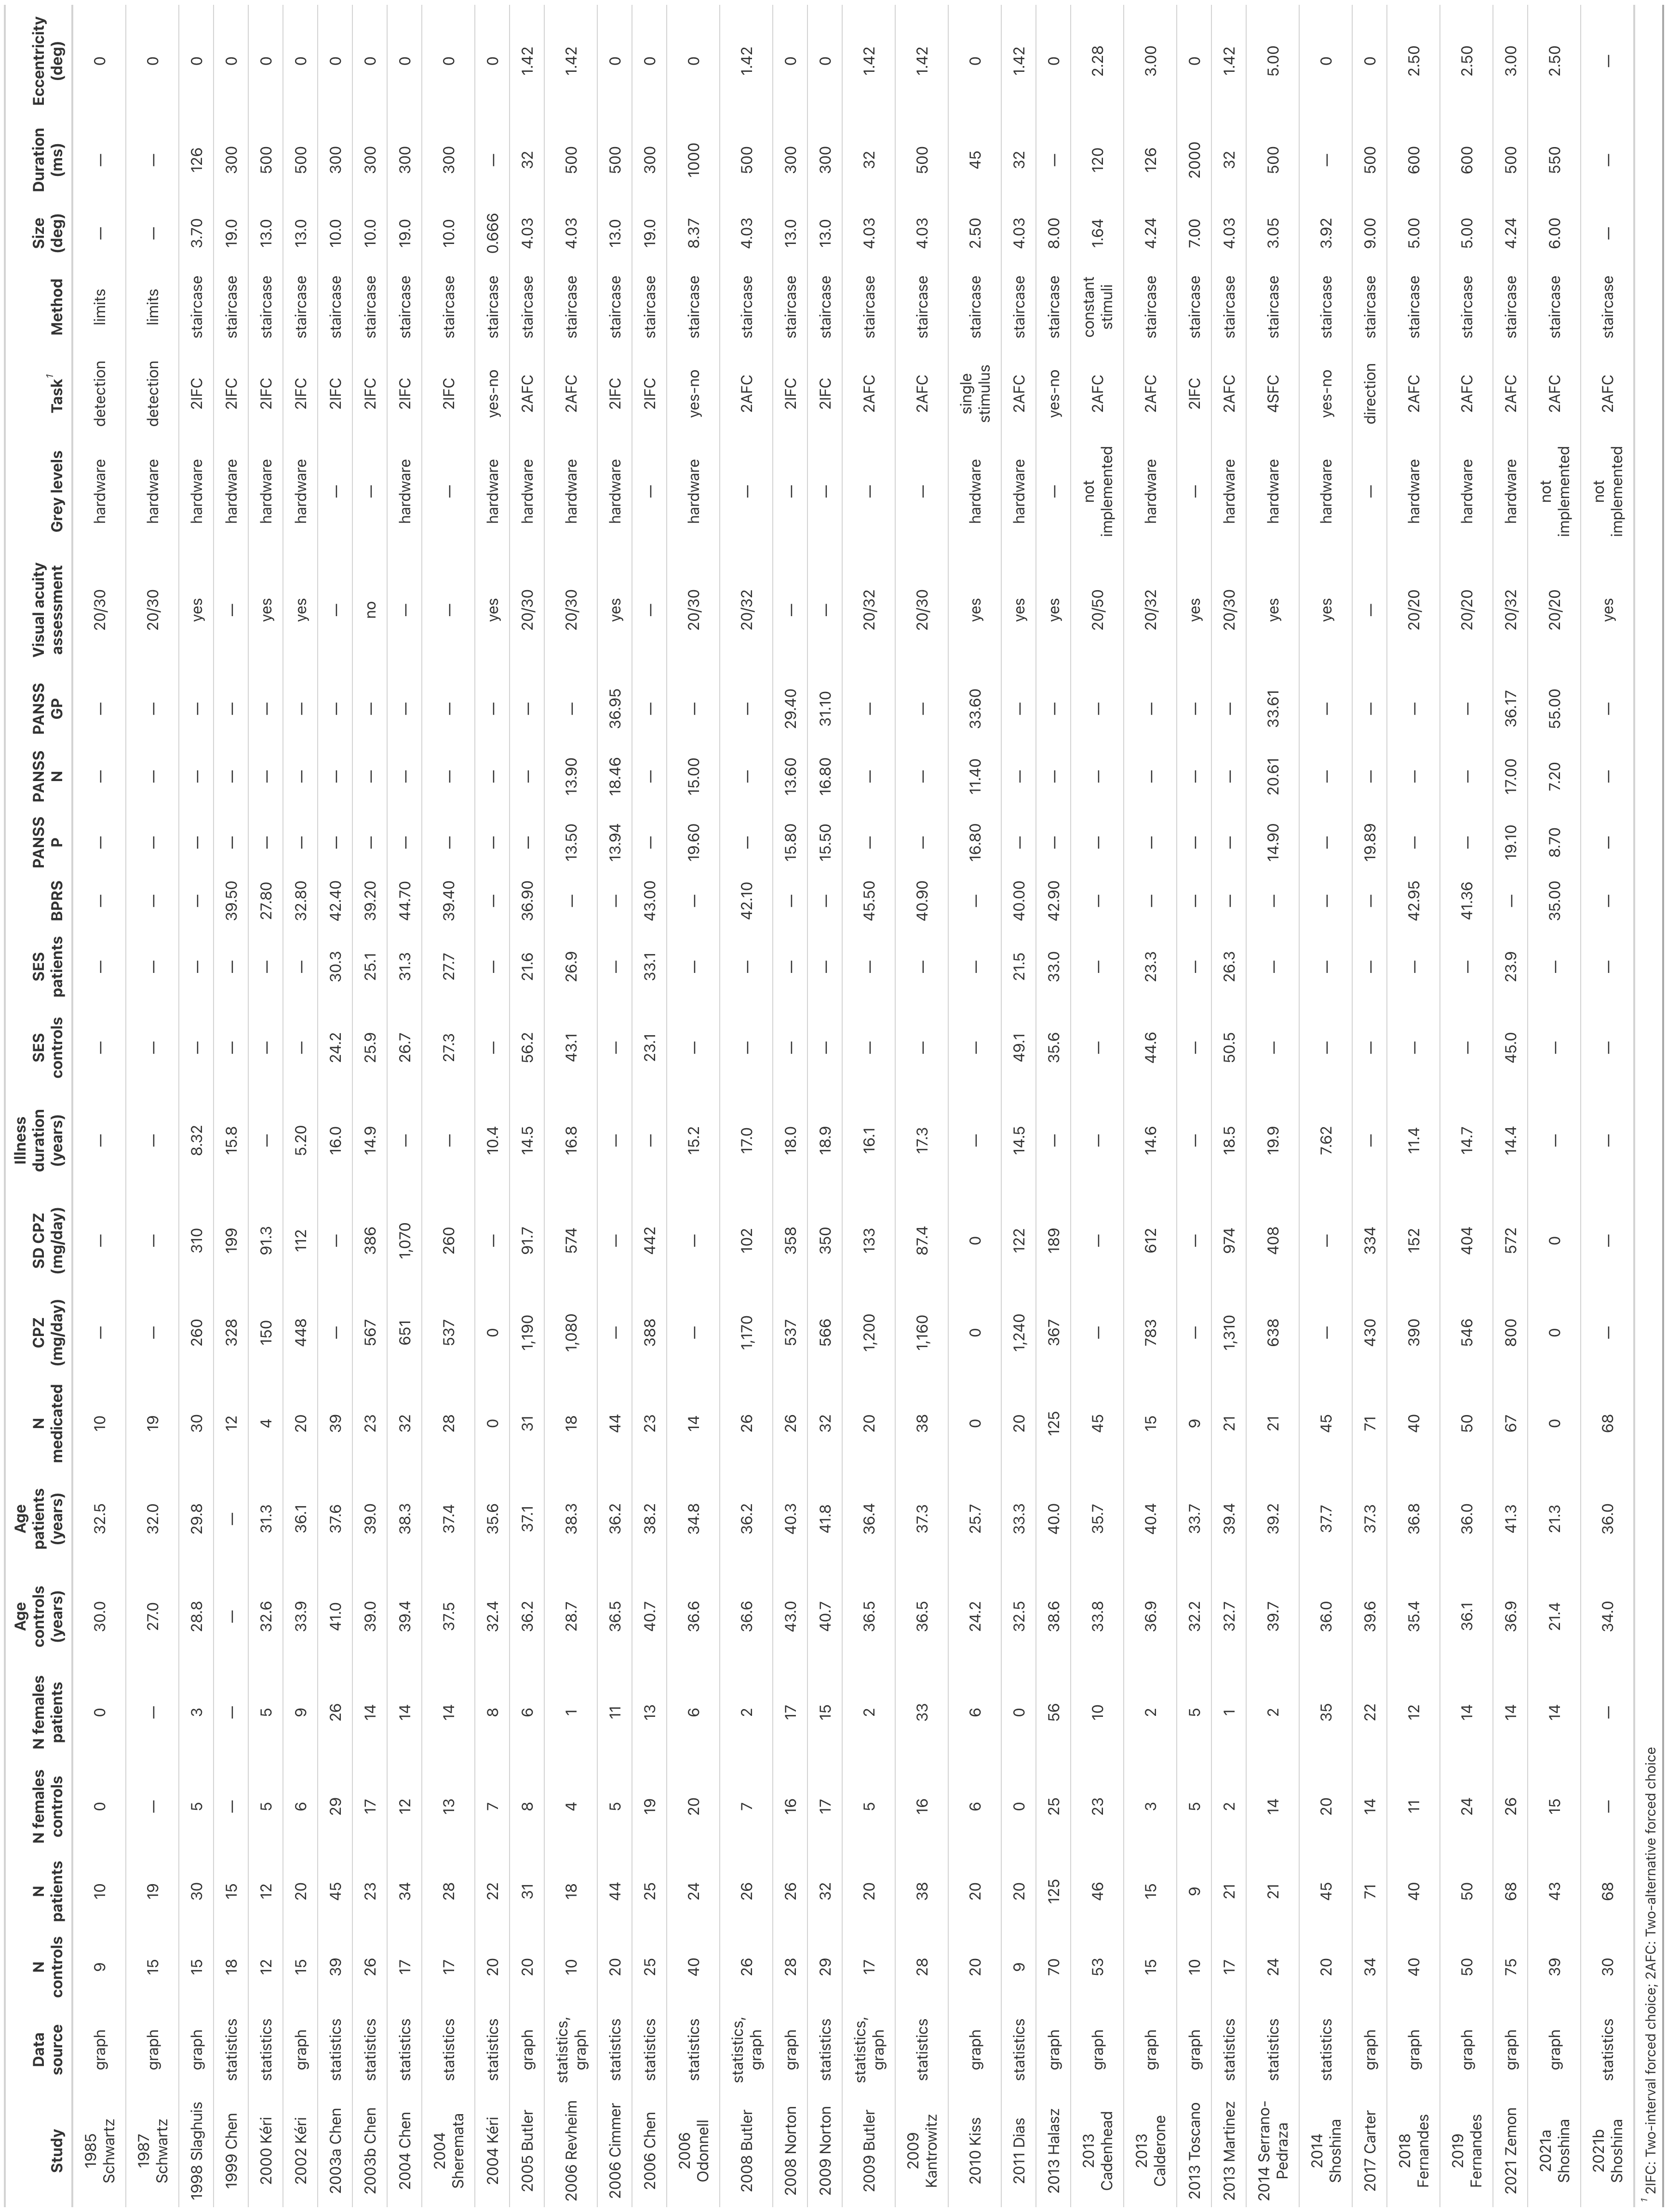 Study Data source N controls N patients N females controls N females patients Age controls (years) Age patients (years) N medicated CPZ (mg/day) SD CPZ (mg/day) Illness duration (years) SES controls SES patients BPRS PANSS P PANSS N PANSS GP Visual acuity assessment Grey levels Task¹ Method Size (deg) Duration (ms) Eccentricity (deg)
1985 Schwartz graph 9 10 0 0 30.0 32.5 10 — — — — — — — — — 20/30 hardware detection limits — — 0
1987 Schwartz graph 15 19 — — 27.0 32.0 19 — — — — — — — — — 20/30 hardware detection limits — — 0
1998 Slaghuis graph 15 30 5 3 28.8 29.8 30 260 310 8.32 — — — — — — yes hardware 2IFC staircase 3.70 126 0
1999 Chen statistics 18 15 — — — — 12 328 199 15.8 — — 39.50 — — — — hardware 2IFC staircase 19.0 300 0
2000 Kéri statistics 12 12 5 5 32.6 31.3 4 150 91.3 — — — 27.80 — — — yes hardware 2IFC staircase 13.0 500 0
2002 Kéri graph 15 20 6 9 33.9 36.1 20 448 112 5.20 — — 32.80 — — — yes hardware 2IFC staircase 13.0 500 0
2003a Chen statistics 39 45 29 26 41.0 37.6 39 — — 16.0 24.2 30.3 42.40 — — — — — 2IFC staircase 10.0 300 0
2003b Chen statistics 26 23 17 14 39.0 39.0 23 567 386 14.9 25.9 25.1 39.20 — — — no — 2IFC staircase 10.0 300 0
2004 Chen statistics 17 34 12 14 39.4 38.3 32 651 1,070 — 26.7 31.3 44.70 — — — — hardware 2IFC staircase 19.0 300 0
2004 Sheremata statistics 17 28 13 14 37.5 37.4 28 537 260 — 27.3 27.7 39.40 — — — — — 2IFC staircase 10.0 300 0
2004 Kéri statistics 20 22 7 8 32.4 35.6 0 0 — 10.4 — — — — — — yes hardware yes-no staircase 0.666 — 0
2005 Butler graph 20 31 8 6 36.2 37.1 31 1,190 91.7 14.5 56.2 21.6 36.90 — — — 20/30 hardware 2AFC staircase 4.03 32 1.42
2006 Revheim statistics, graph 10 18 4 1 28.7 38.3 18 1,080 574 16.8 43.1 26.9 — 13.50 13.90 — 20/30 hardware 2AFC staircase 4.03 500 1.42
2006 Cimmer statistics 20 44 5 11 36.5 36.2 44 — — — — — — 13.94 18.46 36.95 yes hardware 2IFC staircase 13.0 500 0
2006 Chen statistics 25 25 19 13 40.7 38.2 23 388 442 — 23.1 33.1 43.00 — — — — — 2IFC staircase 19.0 300 0
2006 Odonnell statistics 40 24 20 6 36.6 34.8 14 — — 15.2 — — — 19.60 15.00 — 20/30 hardware yes-no staircase 8.37 1000 0
2008 Butler statistics, graph 26 26 7 2 36.6 36.2 26 1,170 102 17.0 — — 42.10 — — — 20/32 — 2AFC staircase 4.03 500 1.42
2008 Norton graph 28 26 16 17 43.0 40.3 26 537 358 18.0 — — — 15.80 13.60 29.40 — — 2IFC staircase 13.0 300 0
2009 Norton statistics 29 32 17 15 40.7 41.8 32 566 350 18.9 — — — 15.50 16.80 31.10 — — 2IFC staircase 13.0 300 0
2009 Butler statistics, graph 17 20 5 2 36.5 36.4 20 1,200 133 16.1 — — 45.50 — — — 20/32 — 2AFC staircase 4.03 32 1.42
2009 Kantrowitz statistics 28 38 16 33 36.5 37.3 38 1,160 87.4 17.3 — — 40.90 — — — 20/30 — 2AFC staircase 4.03 500 1.42
2010 Kiss graph 20 20 6 6 24.2 25.7 0 0 0 — — — — 16.80 11.40 33.60 yes hardware single stimulus staircase 2.50 45 0
2011 Dias statistics 9 20 0 0 32.5 33.3 20 1,240 122 14.5 49.1 21.5 40.00 — — — yes hardware 2AFC staircase 4.03 32 1.42
2013 Halasz graph 70 125 25 56 38.6 40.0 125 367 189 — 35.6 33.0 42.90 — — — yes — yes-no staircase 8.00 — 0
2013 Cadenhead graph 53 46 23 10 33.8 35.7 45 — — — — — — — — — 20/50 not implemented 2AFC constant stimuli 1.64 120 2.28
2013 Calderone graph 15 15 3 2 36.9 40.4 15 783 612 14.6 44.6 23.3 — — — — 20/32 hardware 2AFC staircase 4.24 126 3.00
2013 Toscano graph 10 9 5 5 32.2 33.7 9 — — — — — — — — — yes — 2IFC staircase 7.00 2000 0
2013 Martinez statistics 17 21 2 1 32.7 39.4 21 1,310 974 18.5 50.5 26.3 — — — — 20/30 hardware 2AFC staircase 4.03 32 1.42
2014 Serrano-Pedraza statistics 24 21 14 2 39.7 39.2 21 638 408 19.9 — — — 14.90 20.61 33.61 yes hardware 4SFC staircase 3.05 500 5.00
2014 Shoshina statistics 20 45 20 35 36.0 37.7 45 — — 7.62 — — — — — — yes hardware yes-no staircase 3.92 — 0
2017 Carter graph 34 71 14 22 39.6 37.3 71 430 334 — — — — 19.89 — — — — direction staircase 9.00 500 0
2018 Fernandes graph 40 40 11 12 35.4 36.8 40 390 152 11.4 — — 42.95 — — — 20/20 hardware 2AFC staircase 5.00 600 2.50
2019 Fernandes graph 50 50 24 14 36.1 36.0 50 546 404 14.7 — — 41.36 — — — 20/20 hardware 2AFC staircase 5.00 600 2.50
2021 Zemon graph 75 68 26 14 36.9 41.3 67 800 572 14.4 45.0 23.9 — 19.10 17.00 36.17 20/32 hardware 2AFC staircase 4.24 500 3.00
2021a Shoshina graph 39 43 15 14 21.4 21.3 0 0 0 — — — 35.00 8.70 7.20 55.00 20/20 not implemented 2AFC staircase 6.00 550 2.50
2021b Shoshina statistics 30 68 — — 34.0 36.0 68 — — — — — — — — — yes not implemented 2AFC staircase — — —
¹ 2IFC: Two-interval forced choice; 2AFC: Two-alternative forced choice